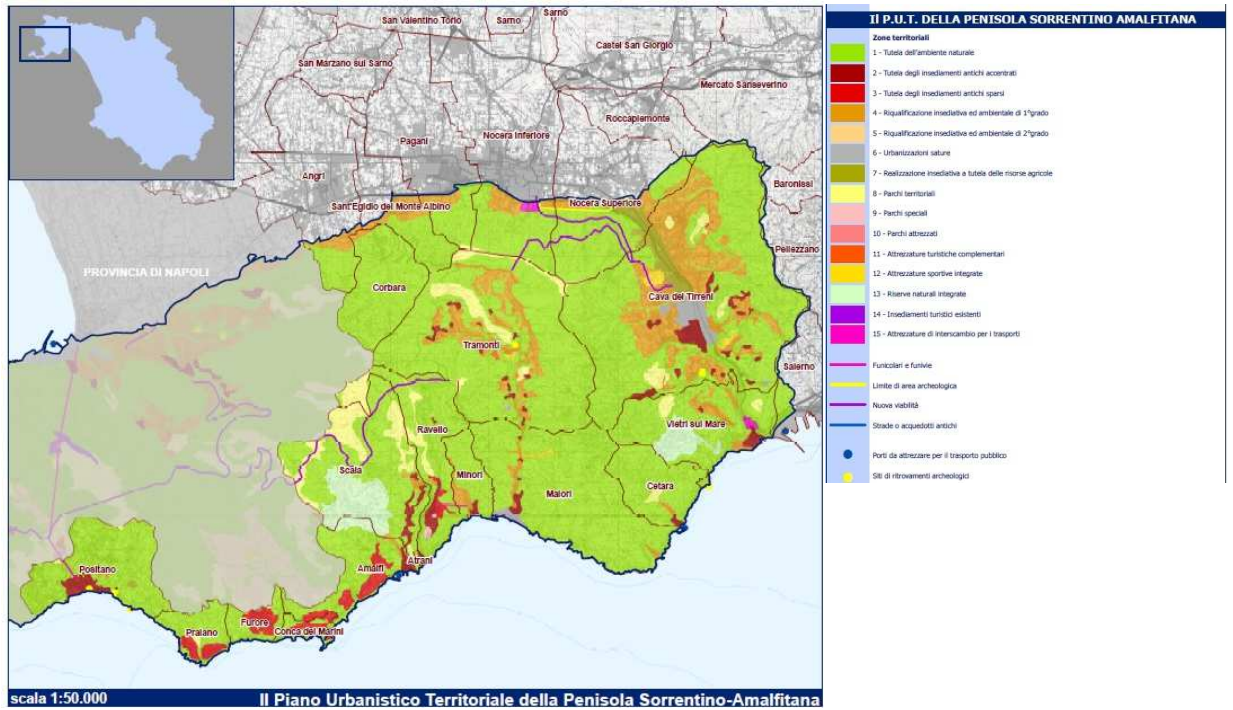 San Valentino Torio
Sarno
Sarno
Castel San Giorgio
San Marzano sul Sarno
Mercato Sanseverino
Roccapiemonte
Pagani
Nocera Inferiore
Angri
Baronissi
Sant'Egidio del Monte Albino
Nocera Superiore
Pellezzano
PROVINCIA DI NAPOLI
Corbara
Cava dei Tirreni
Tramonti
Salerno
Ravello
Vietri sul Mare
Scala
Minori
Maiori
Cetara
Positano
Amalfi
Atrani
Furore
Praiano
Conca dei Marini
scala 1:50.000
Il Piano Urbanistico Territoriale della Penisola Sorrentino-Amalfitana
Il P.U.T. DELLA PENISOLA SORRENTINO AMALFITANA
Zone territoriali
1 - Tutela dell'ambiente naturale
2 - Tutela degli insediamenti antichi accentrati
3 - Tutela degli insediamenti antichi sparsi
4 - Riqualificazione insediativa ed ambientale di 1°grado
5 - Riqualificazione insediativa ed ambientale di 2°grado
6 - Urbanizzazioni sature
7 - Realizzazione insediativa a tutela delle risorse agricole
8 - Parchi territoriali
9 - Parchi speciali
10 - Parchi attrezzati
11 - Attrezzature turistiche complementari
12 - Attrezzature sportive integrate
13 - Riserve naturali integrate
14 - Insediamenti turistici esistenti
15 - Attrezzature di interscambio per i trasporti
Funicolari e funivie
Limite di area archeologica
Nuova viabilità
Strade o acquedotti antichi
Porti da attrezzare per il trasporto pubblico
Siti di ritrovamenti archeologici